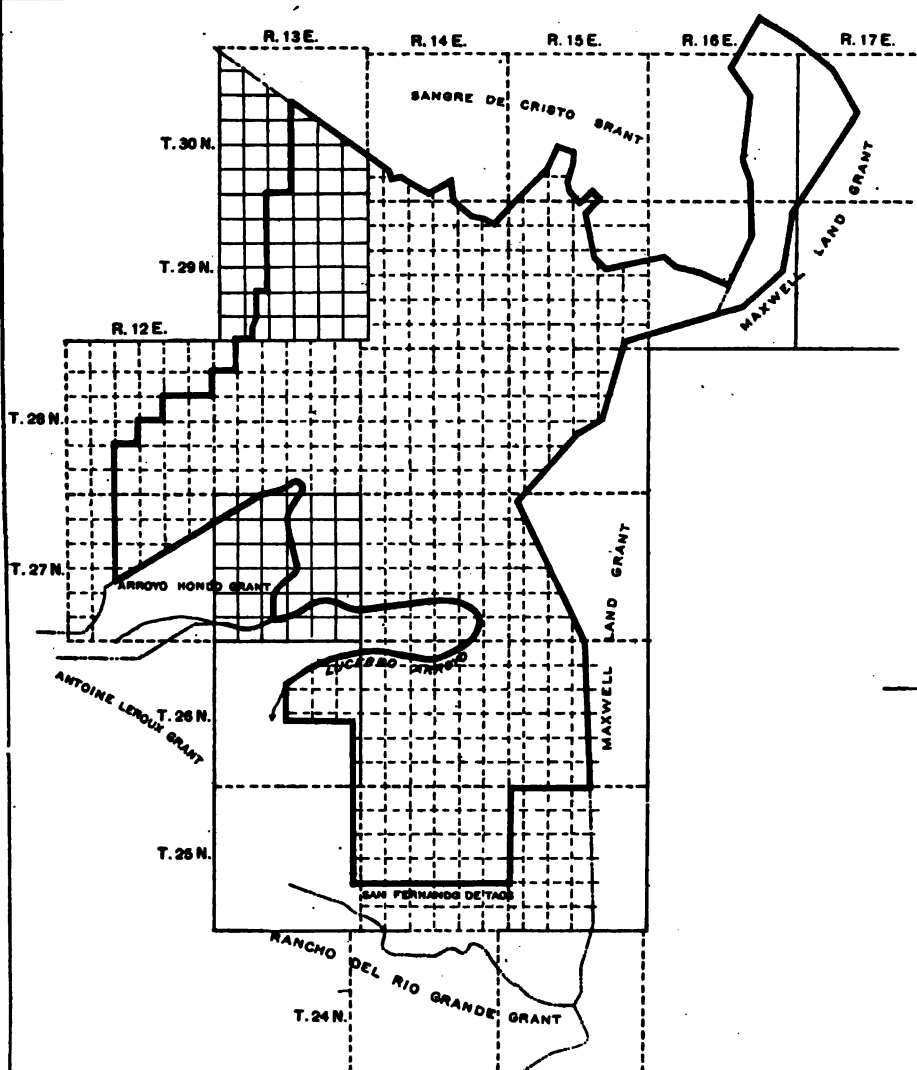 R. 13 E.
R. 14 E.
R. 15 E.
R. 16 E.
R. 17 E.
SANGRE DE CRISTO GRANT
T. 30 N.
MAXWELL LAND GRANT
T. 29 N.
R. 12 E.
T. 28 N.
T. 27 N.
ARROYO HONDO GRANT
MAXWELL LAND GRANT
LUCERRO ARROYO
ANTOINE LEROUX GRANT
T. 26 N.
T. 25 N.
SAN FERNANDO DE TAOS
RANCHO DEL RIO GRANDE GRANT
T. 24 N.